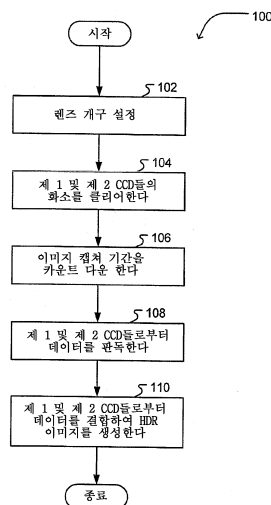 100
시작
102
렌즈 개구 설정
104
제 1 및 제 2 CCD들의
화소를 클리어한다
106
이미지 캡쳐 기간을
카운트 다운 한다
108
제 1 및 제 2 CCD들로부터
데이터를 판독한다
110
제 1 및 제 2 CCD들로부터
데이터를 결합하여 HDR
이미지를 생성한다
종료